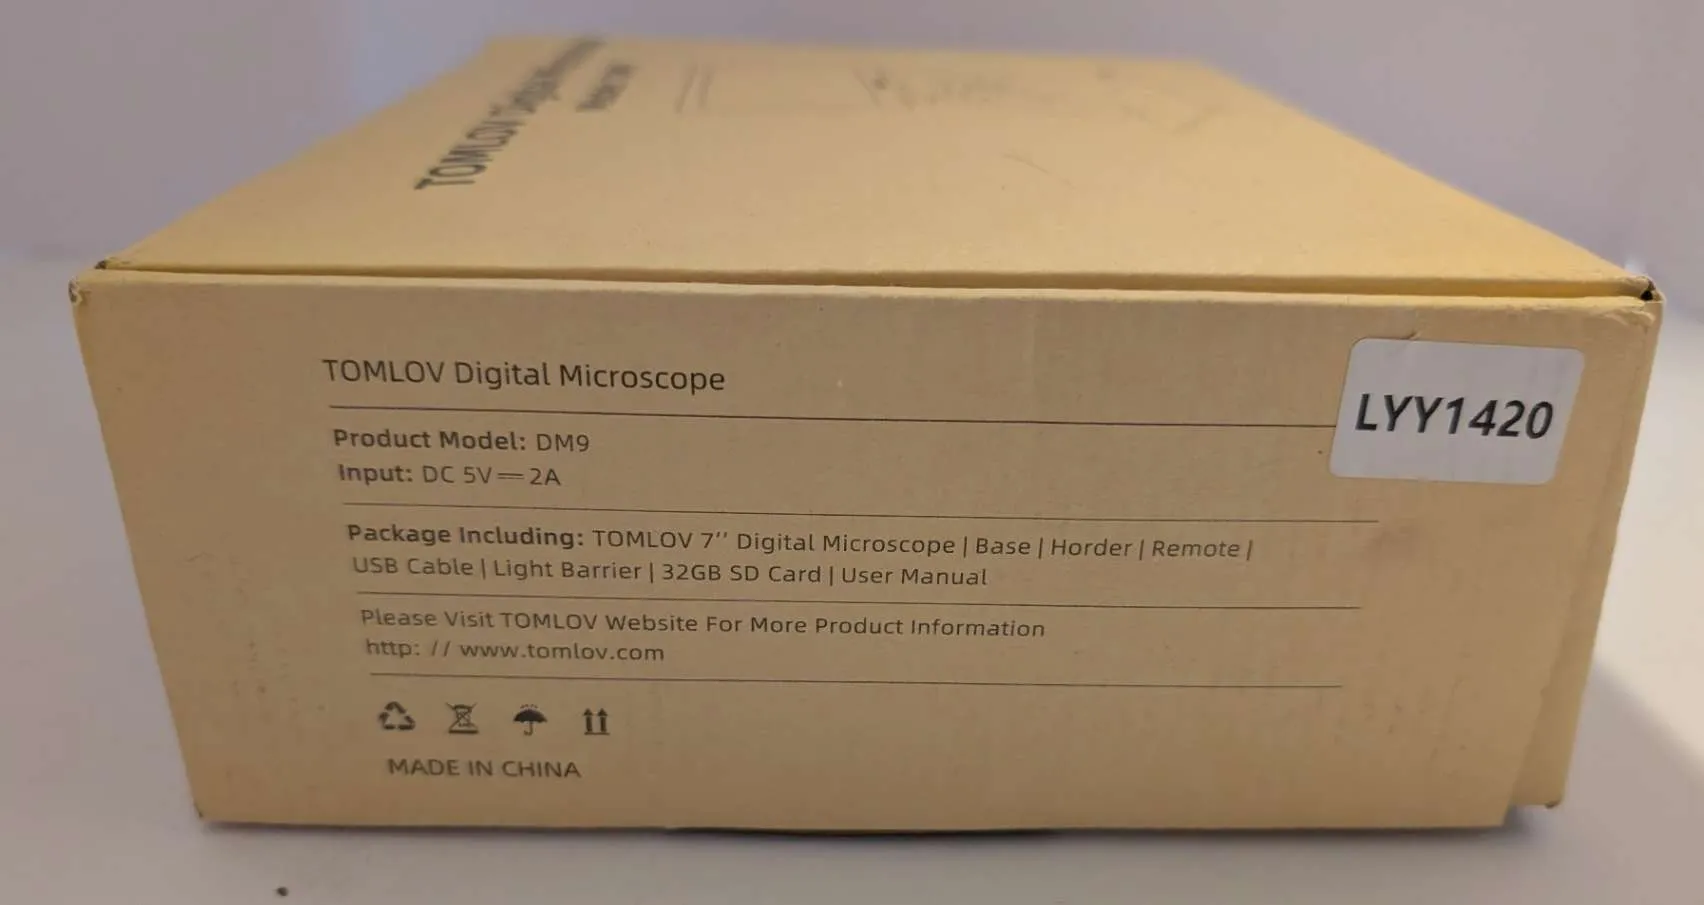 TOMLOV Digital
TOMLOV Digital Microscope
LYY1420
Product Model: DM9
Input: DC 5V⎓2A
Package Including: TOMLOV 7'' Digital Microscope | Base | Horder | Remote |
USB Cable | Light Barrier | 32GB SD Card | User Manual
Please Visit TOMLOV Website For More Product Information
http: // www.tomlov.com
MADE IN CHINA